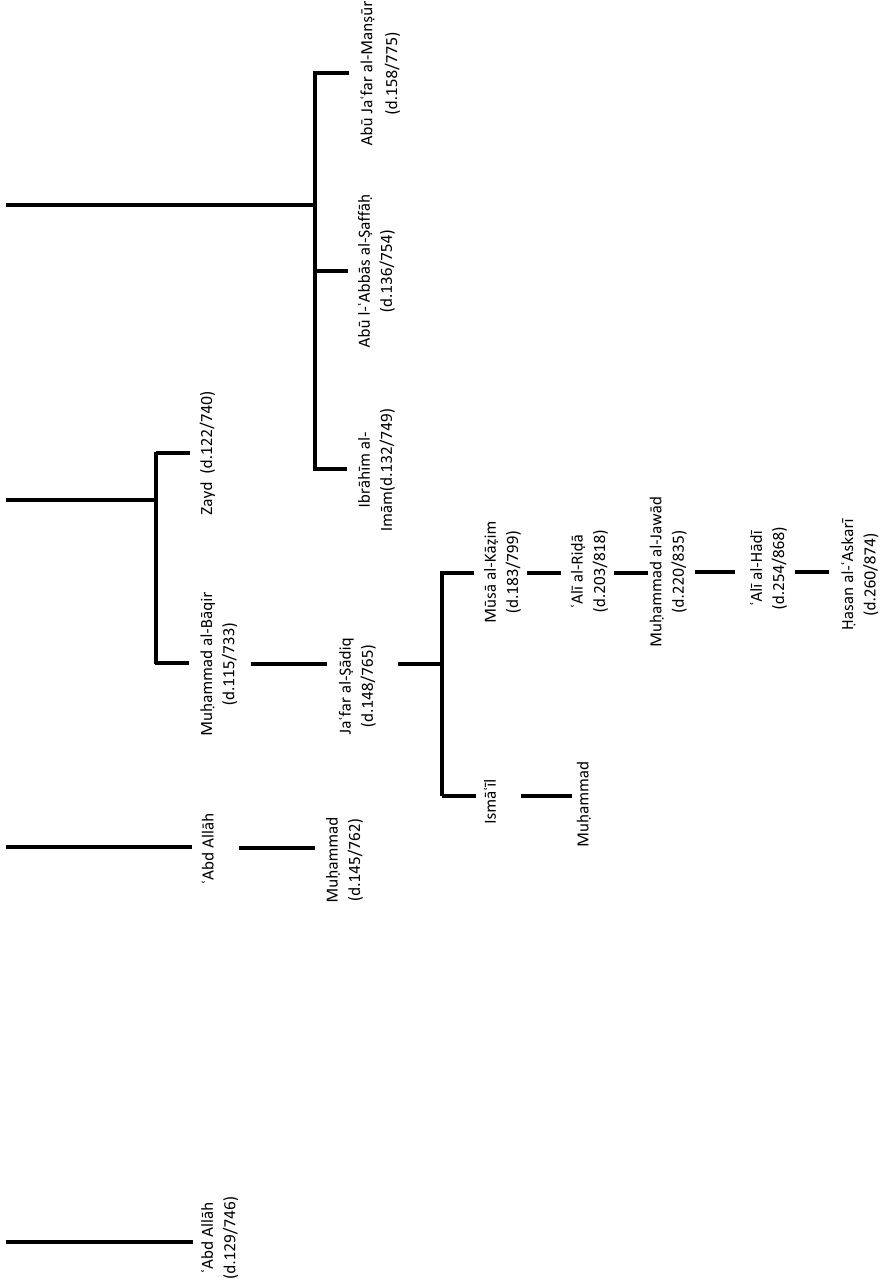 ʿAbd Allāh
(d.129/746)
ʿAbd Allāh
Muḥammad al-Bāqir
(d.115/733)
Zayd (d.122/740)
Muḥammad
(d.145/762)
Jaʿfar al-Ṣādiq
(d.148/765)
Ibrāhīm al-
Imām(d.132/749)
Abū l-ʿAbbās al-Ṣaffāḥ
(d.136/754)
Abū Jaʿfar al-Manṣūr
(d.158/775)
Ismāʿīl
Mūsā al-Kāẓim
(d.183/799)
Muḥammad
ʿAlī al-Riḍā
(d.203/818)
Muḥammad al-Jawād
(d.220/835)
ʿAlī al-Hādī
(d.254/868)
Ḥasan al-ʿAskarī
(d.260/874)